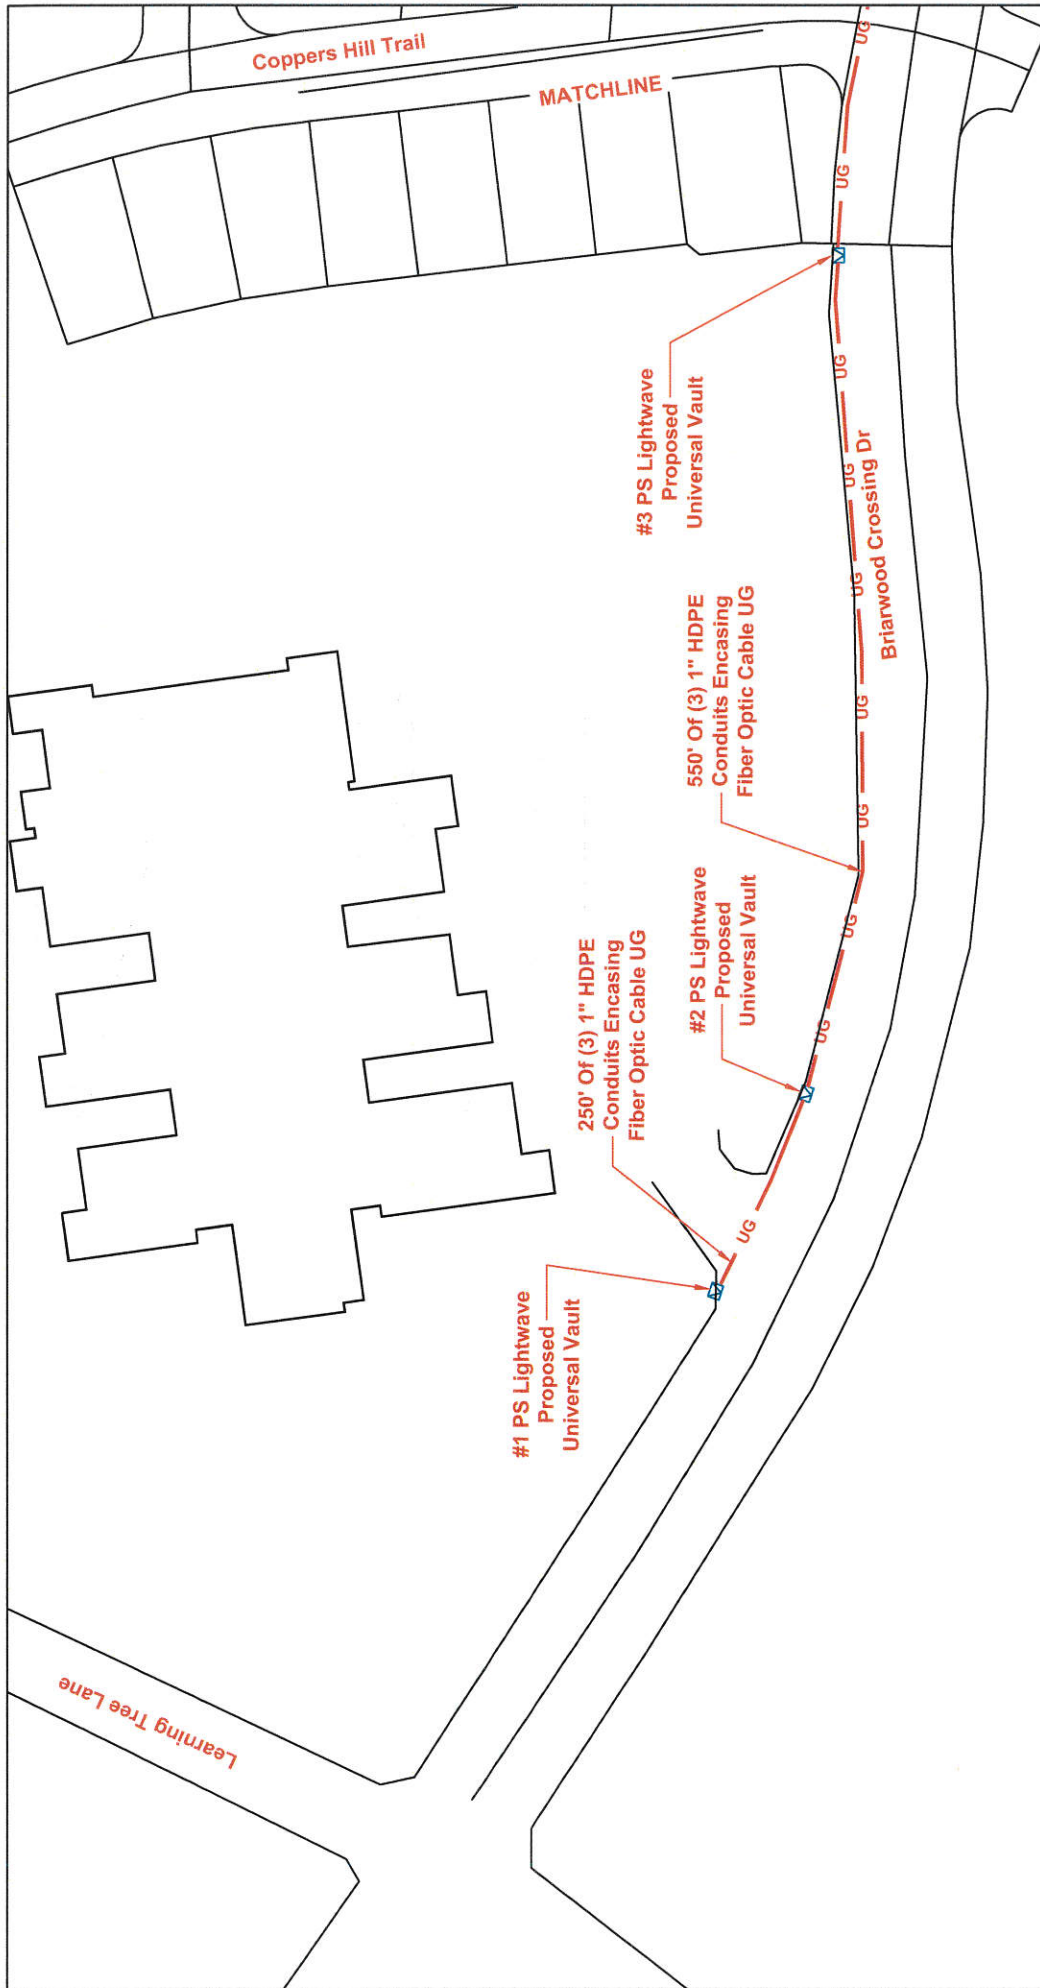 Coppers Hill Trail
MATCHLINE
UG
UG
#3 PS Lightwave
Proposed
Universal Vault
UG
UG
Briarwood Crossing Dr
UG
550' Of (3) 1" HDPE
Conduits Encasing
Fiber Optic Cable UG
UG
UG
#2 PS Lightwave
Proposed
Universal Vault
UG
UG
250' Of (3) 1" HDPE
Conduits Encasing
Fiber Optic Cable UG
UG
#1 PS Lightwave
Proposed
Universal Vault
Learning Tree Lane